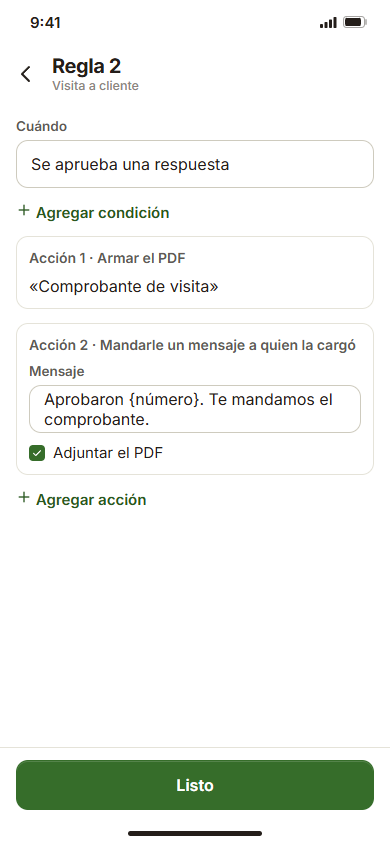 9:41
Regla 2
Visita a cliente
Cuándo
Se aprueba una respuesta
+ Agregar condición
Acción 1 · Armar el PDF
«Comprobante de visita»
Acción 2 · Mandarle un mensaje a quien la cargó
Mensaje
Aprobaron {número}. Te mandamos el
comprobante.
Adjuntar el PDF
+ Agregar acción
Listo